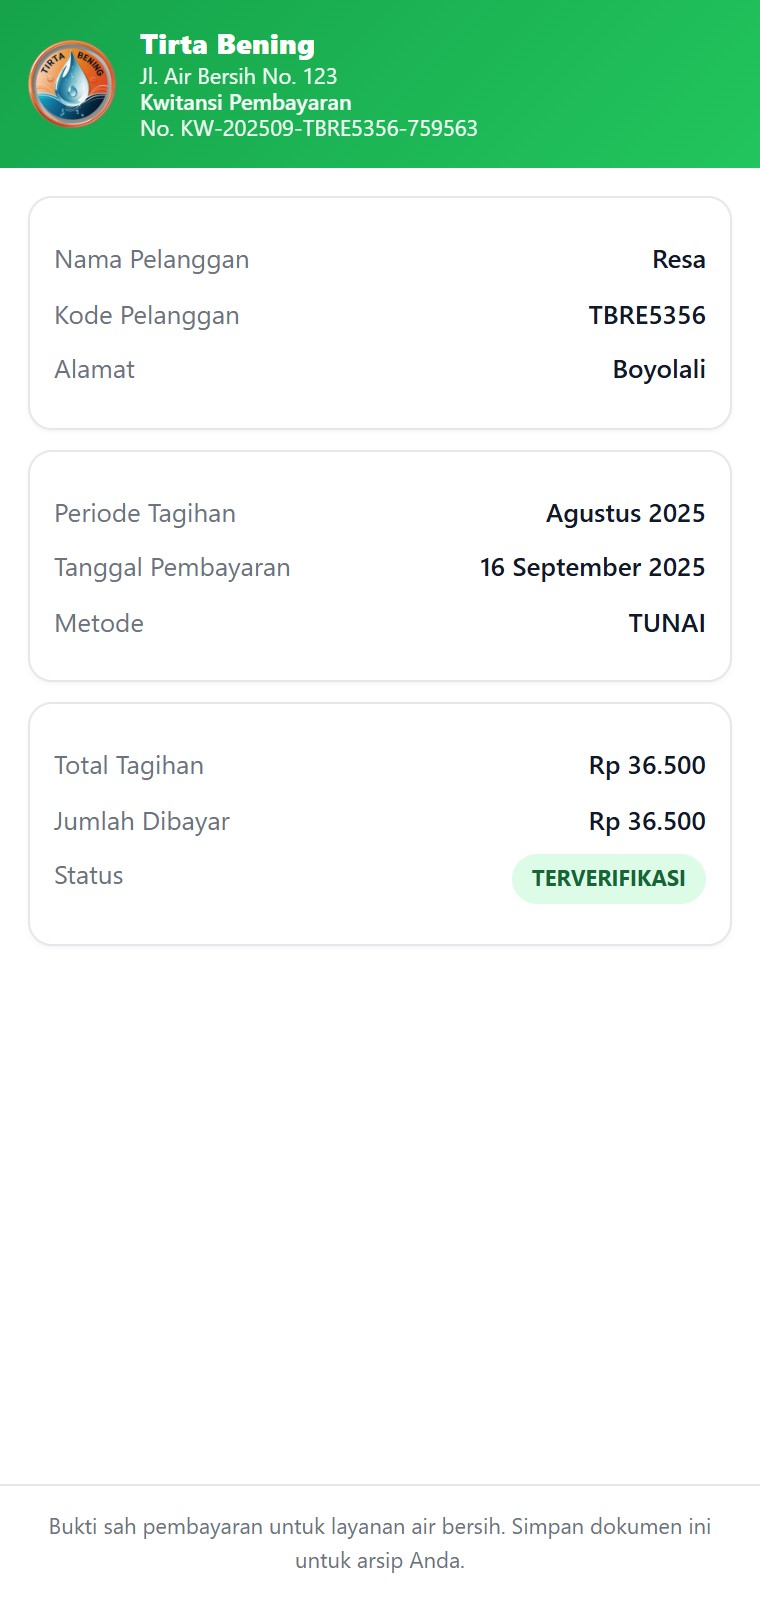 TIRTA BENING
Tirta Bening
Jl. Air Bersih No. 123
Kwitansi Pembayaran
No. KW-202509-TBRE5356-759563
Nama Pelanggan Resa
Kode Pelanggan TBRE5356
Alamat Boyolali
Periode Tagihan Agustus 2025
Tanggal Pembayaran 16 September 2025
Metode TUNAI
Total Tagihan Rp 36.500
Jumlah Dibayar Rp 36.500
Status TERVERIFIKASI
Bukti sah pembayaran untuk layanan air bersih. Simpan dokumen ini
untuk arsip Anda.